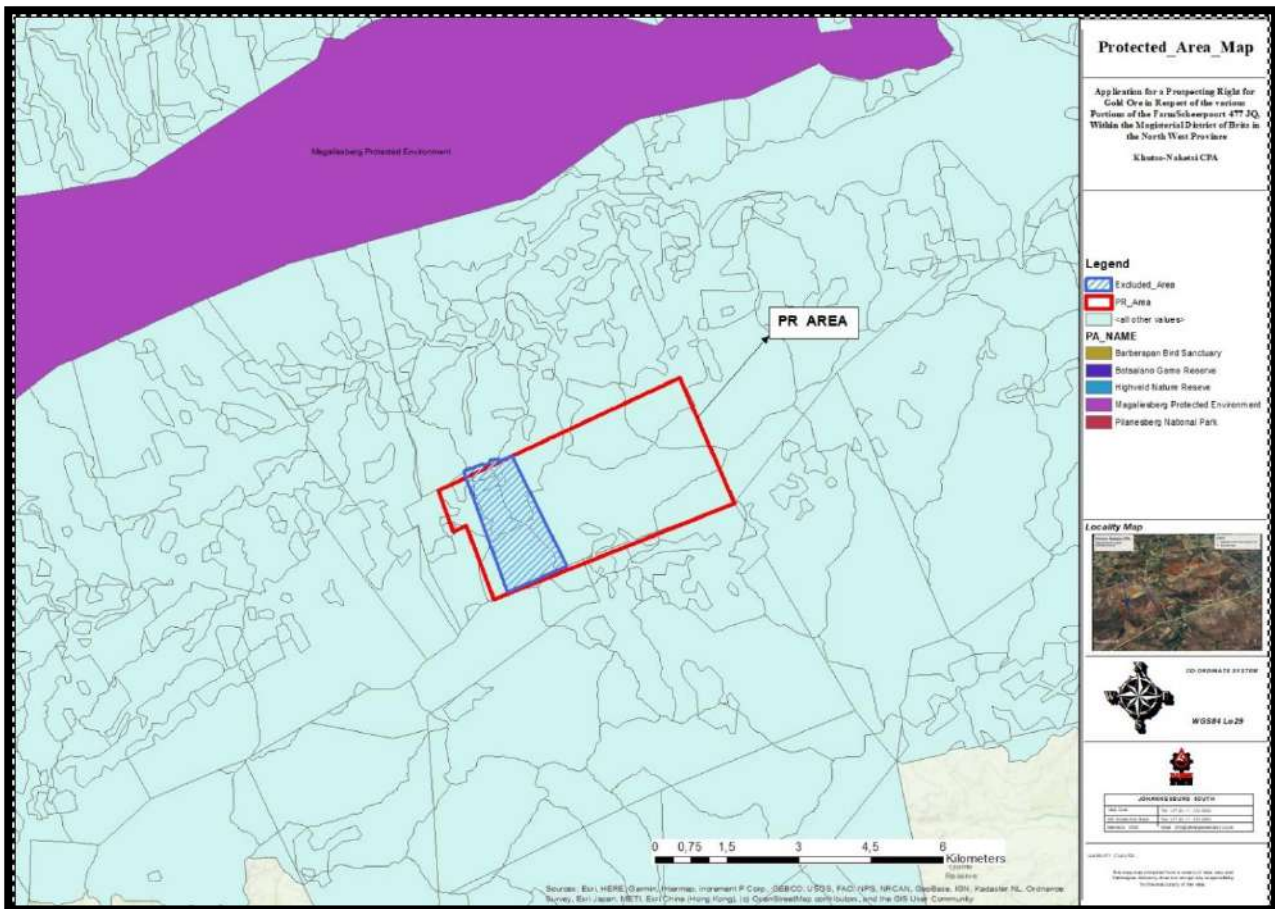 Protected_Area_Map
Application for a Prospecting Right for
Gold Ore in Respect of the various
Portions of the Farm Scheerpoort 477 JQ,
Within the Magisterial District of Brits in
the North West Province
Khutso-Naketsi CPA
Magaliesberg Protected Environment
PR AREA
Legend
Excluded_Area
PR_Area
<all other values>
PA_NAME
Barberspan Bird Sanctuary
Botsalano Game Reserve
Highveld Nature Reseve
Magaliesberg Protected Environment
Pilanesberg National Park
Locality Map
CO-ORDINATE SYSTEM
WGS84 Lo29
JOHANNESBURG SOUTH
0 0,75 1,5 3 4,5 6
Kilometers
Reserve
Sources: Esri, HERE, Garmin, Intermap, increment P Corp., GEBCO, USGS, FAO, NPS, NRCAN, GeoBase, IGN, Kadaster NL, Ordnance
Survey, Esri Japan, METI, Esri China (Hong Kong), (c) OpenStreetMap contributors, and the GIS User Community